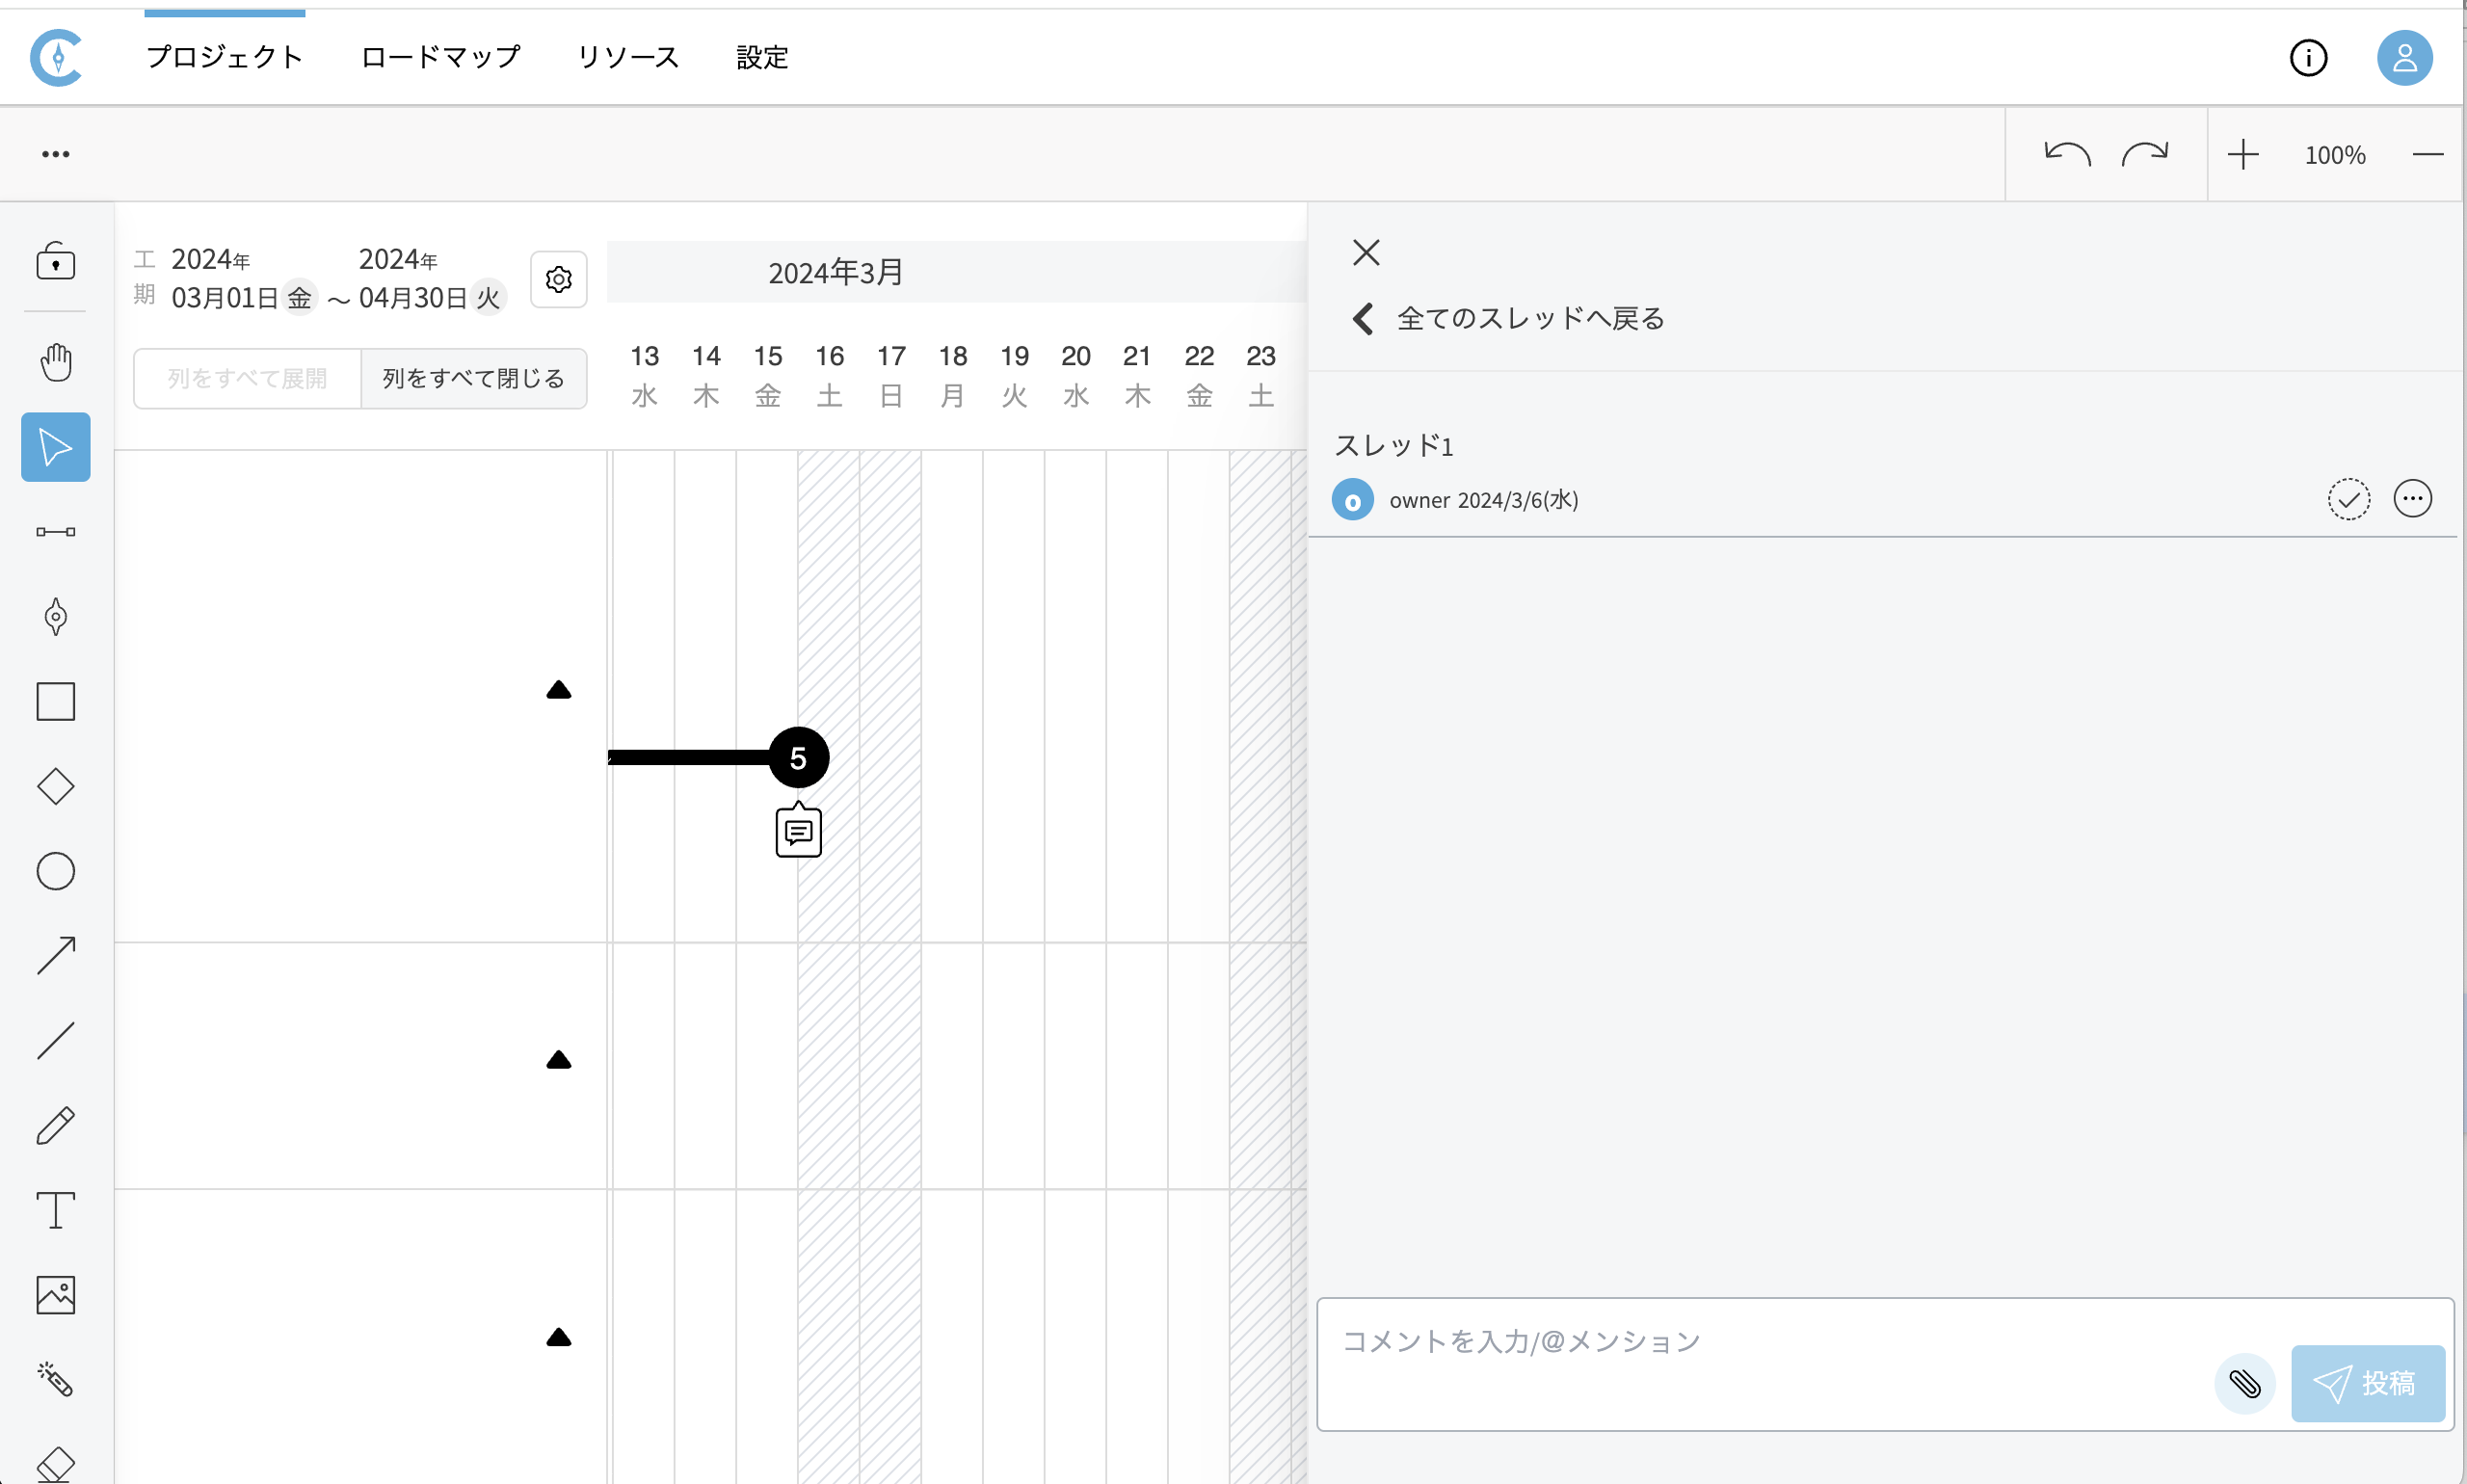 プロジェクト ロードマップ リソース 設定
100%
工期 2024年03月01日 金 ～ 2024年04月30日 火
2024年3月
列をすべて展開 列をすべて閉じる
13 14 15 16 17 18 19 20 21 22 23
水 木 金 土 日 月 火 水 木 金 土
5
全てのスレッドへ戻る
スレッド1
o owner 2024/3/6(水)
コメントを入力/@メンション
投稿